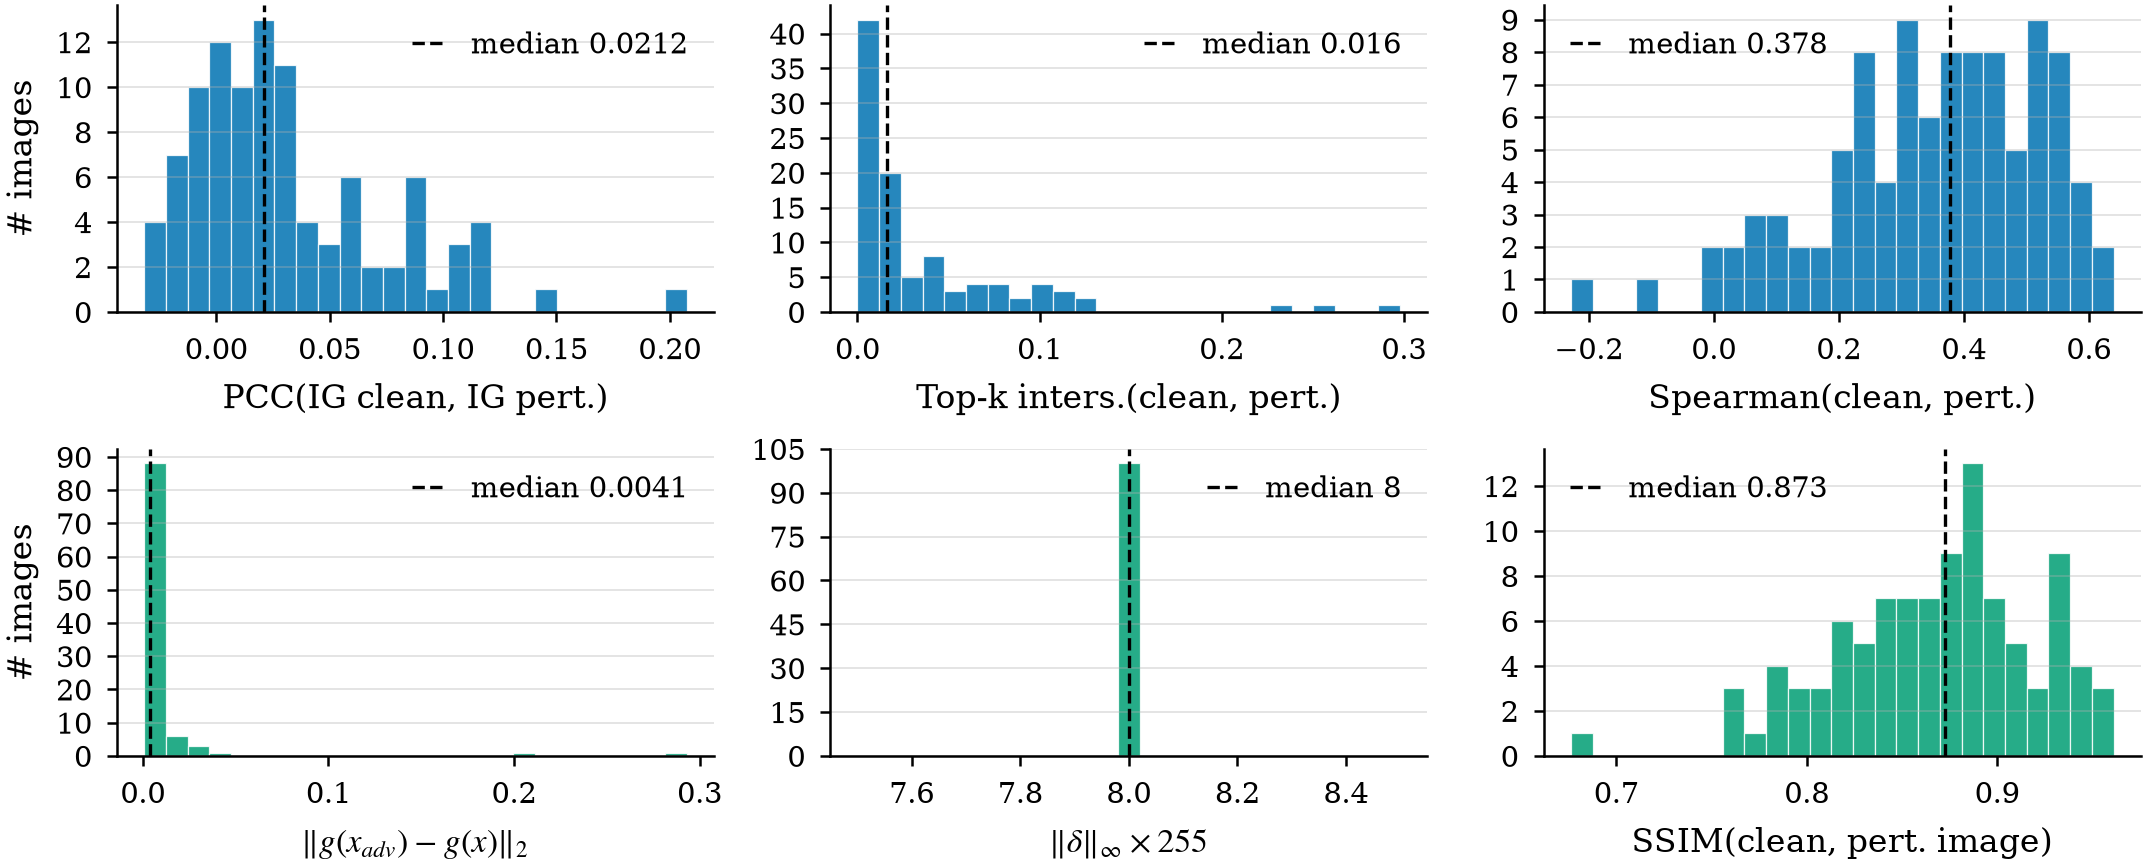 # images
12
10
8
6
4
2
0
median 0.0212
0.00 0.05 0.10 0.15 0.20
PCC(IG clean, IG pert.)
40
35
30
25
20
15
10
5
0
median 0.016
0.0 0.1 0.2 0.3
Top-k inters.(clean, pert.)
9
8
7
6
5
4
3
2
1
0
median 0.378
−0.2 0.0 0.2 0.4 0.6
Spearman(clean, pert.)
# images
90
80
70
60
50
40
30
20
10
0
median 0.0041
0.0 0.1 0.2 0.3
‖g(x_{adv}) − g(x)‖₂
105
90
75
60
45
30
15
0
median 8
7.6 7.8 8.0 8.2 8.4
‖δ‖∞ × 255
12
10
8
6
4
2
0
median 0.873
0.7 0.8 0.9
SSIM(clean, pert. image)